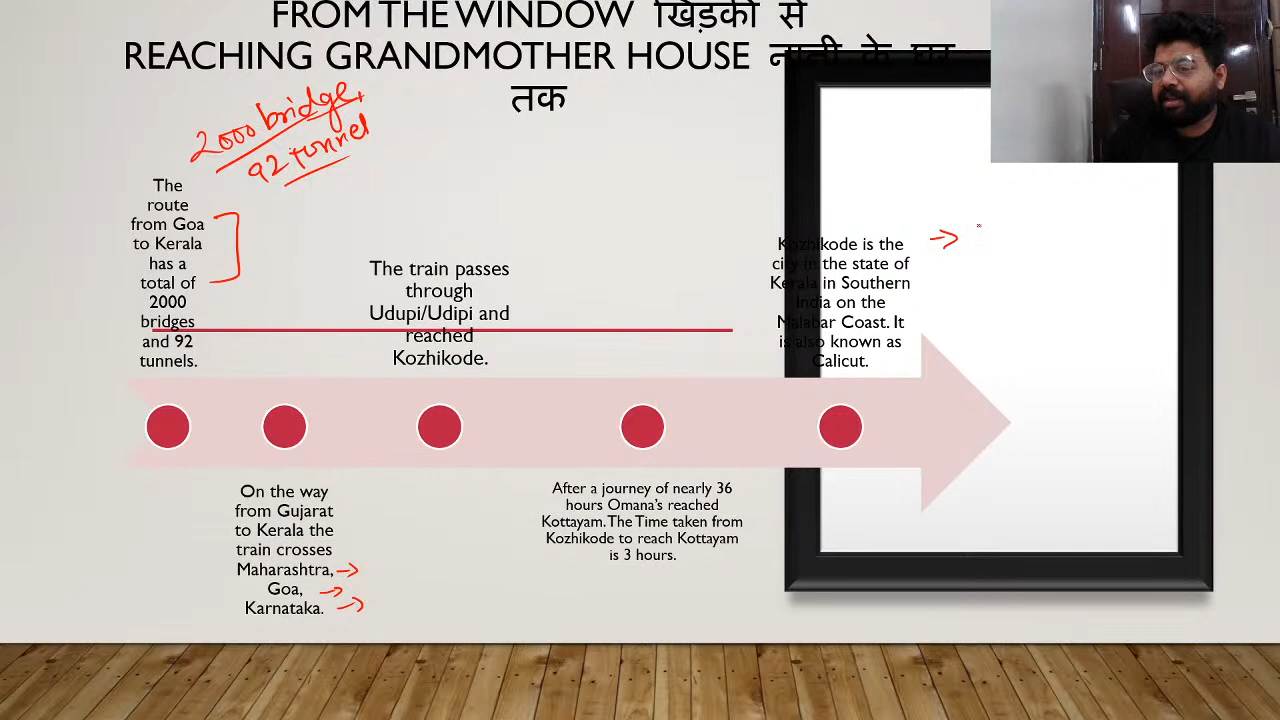 FROM THE WINDOW खिड़की से
REACHING GRANDMOTHER HOUSE नानी के घर
तक
2000 bridge,
92 tunnel
The
route
from Goa
to Kerala
has a
total of
2000
bridges
and 92
tunnels.
On the way
from Gujarat
to Kerala the
train crosses
Maharashtra,
Goa,
Karnataka.
The train passes
through
Udupi/Udipi and
reached
Kozhikode.
After a journey of nearly 36
hours Omana's reached
Kottayam. The Time taken from
Kozhikode to reach Kottayam
is 3 hours.
Kozhikode is the
city in the state of
Kerala in Southern
India on the
Malabar Coast. It
is also known as
Calicut.